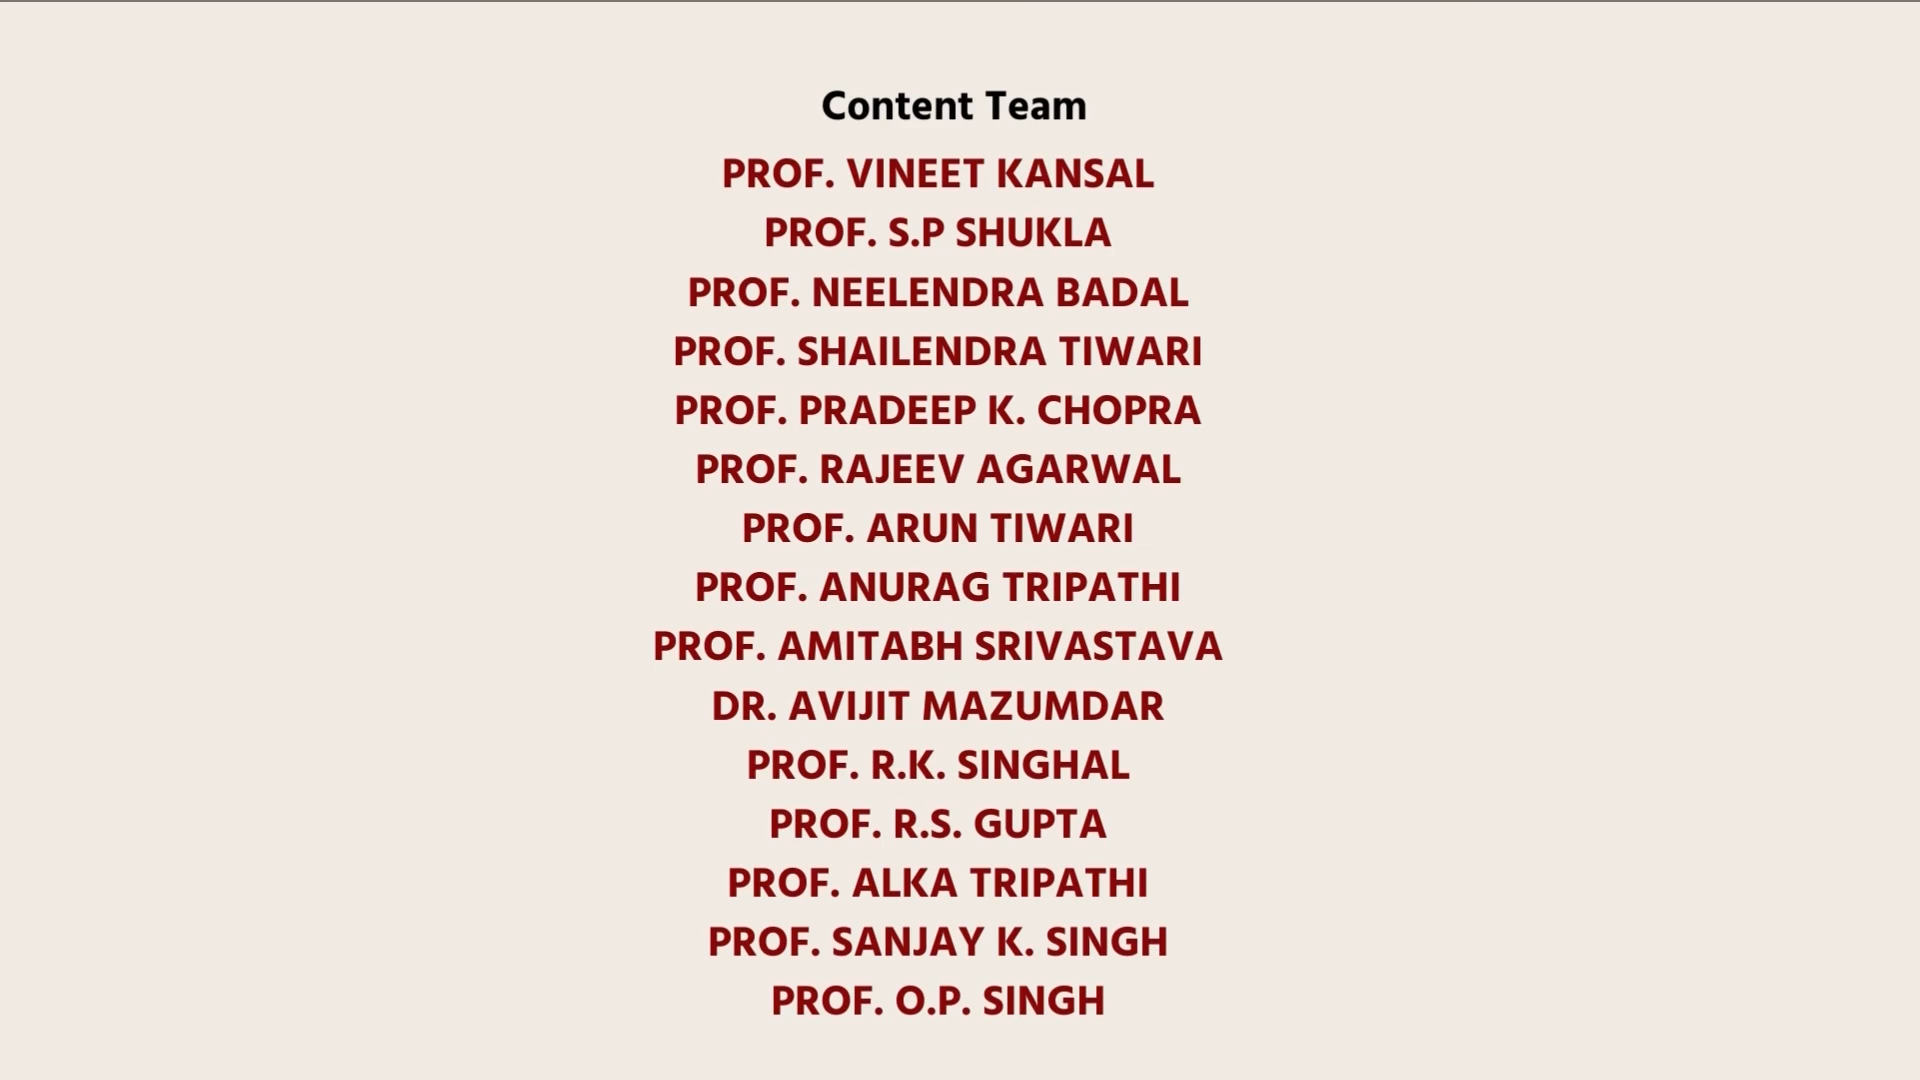 Content Team
PROF. VINEET KANSAL
PROF. S.P SHUKLA
PROF. NEELENDRA BADAL
PROF. SHAILENDRA TIWARI
PROF. PRADEEP K. CHOPRA
PROF. RAJEEV AGARWAL
PROF. ARUN TIWARI
PROF. ANURAG TRIPATHI
PROF. AMITABH SRIVASTAVA
DR. AVIJIT MAZUMDAR
PROF. R.K. SINGHAL
PROF. R.S. GUPTA
PROF. ALKA TRIPATHI
PROF. SANJAY K. SINGH
PROF. O.P. SINGH